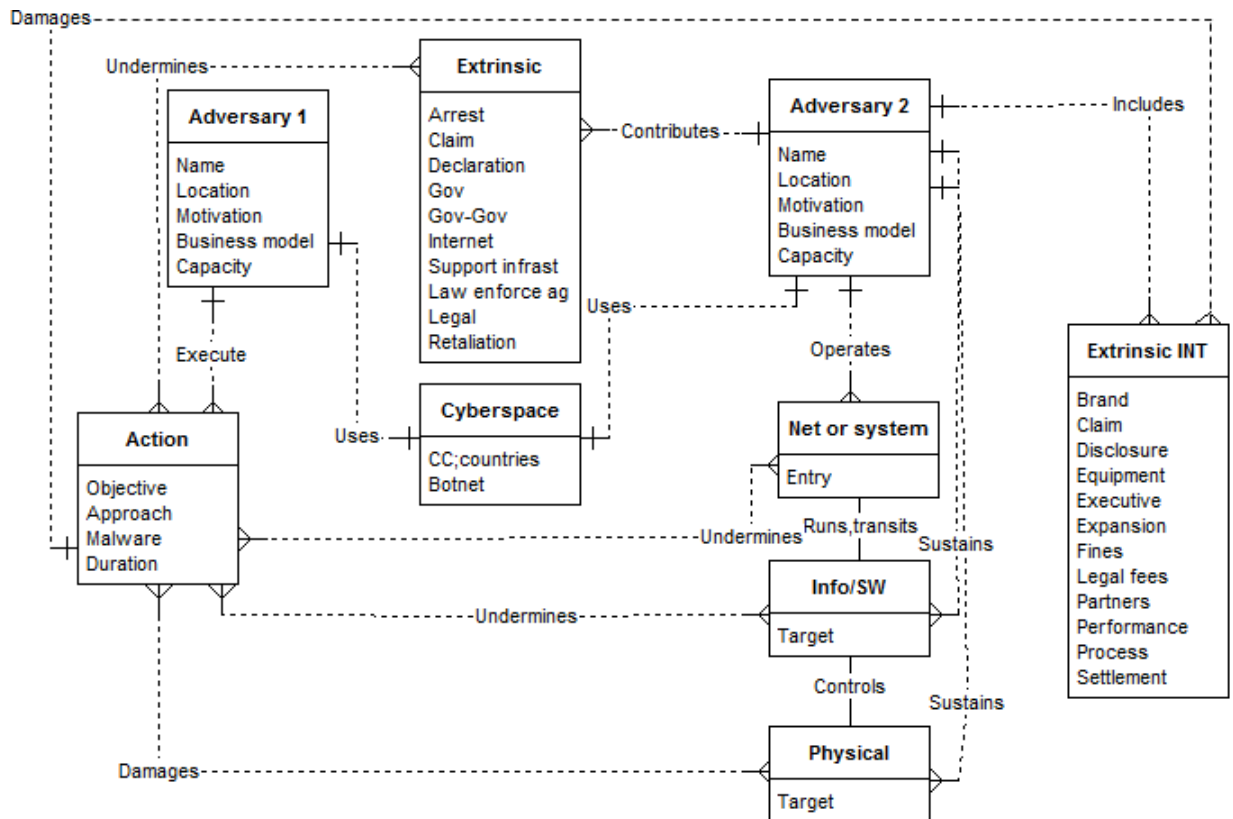 Damages
Undermines
Extrinsic
Arrest
Claim
Declaration
Gov
Gov-Gov
Internet
Support infrast
Law enforce ag
Legal
Retaliation
Adversary 1
Name
Location
Motivation
Business model
Capacity
Contributes
Adversary 2
Name
Location
Motivation
Business model
Capacity
Includes
Execute
Uses
Uses
Operates
Extrinsic INT
Brand
Claim
Disclosure
Equipment
Executive
Expansion
Fines
Legal fees
Partners
Performance
Process
Settlement
Cyberspace
CC;countries
Botnet
Action
Objective
Approach
Malware
Duration
Net or system
Entry
Undermines
Runs,transits
Sustains
Info/SW
Target
Undermines
Controls
Sustains
Physical
Target
Damages